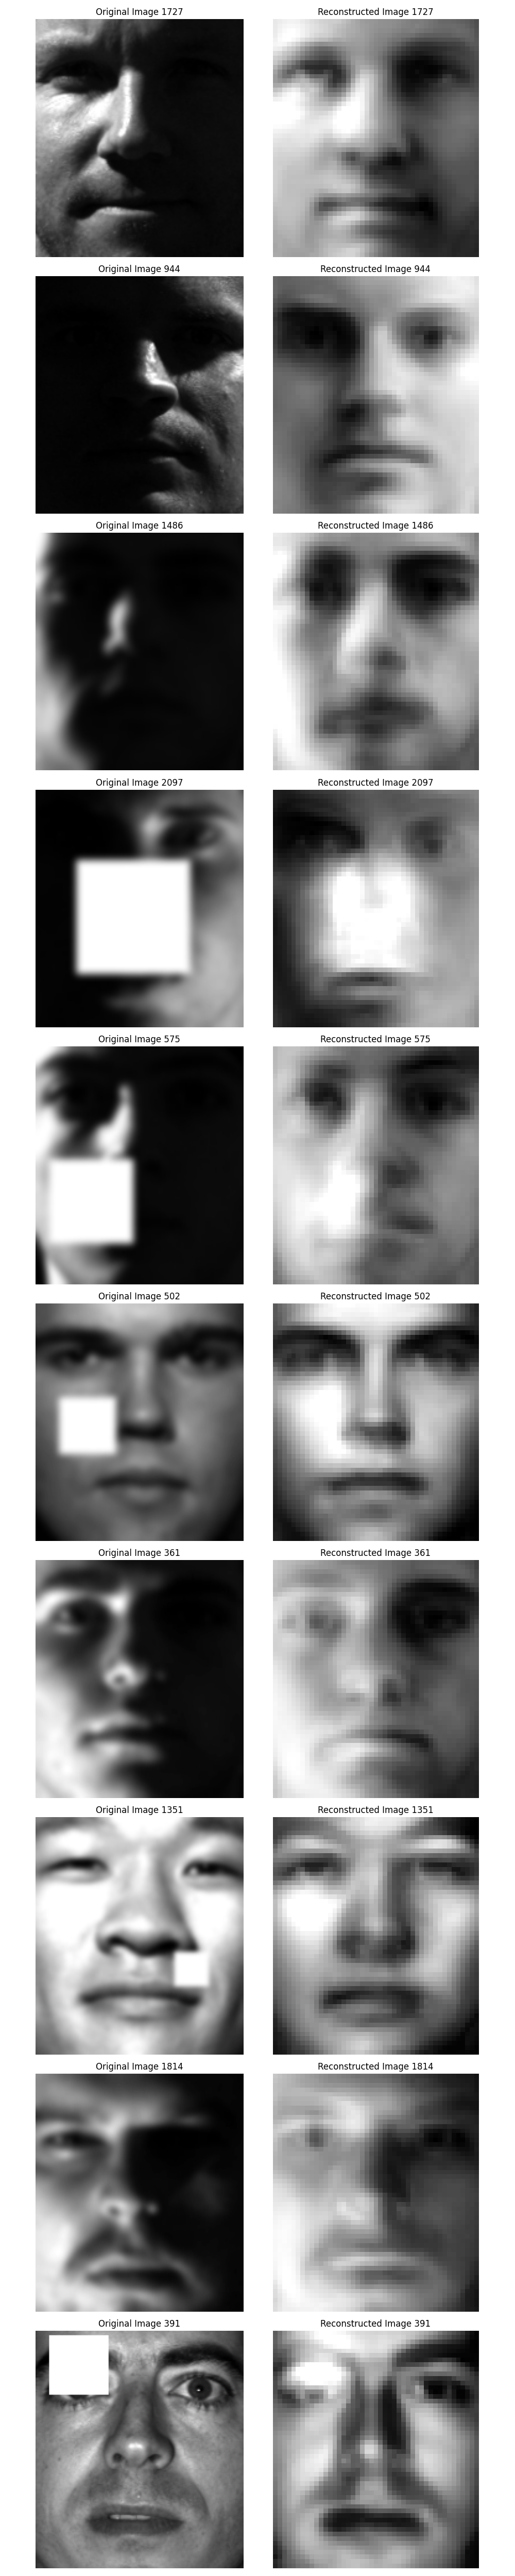 Original Image 1727 Reconstructed Image 1727
Original Image 944 Reconstructed Image 944
Original Image 1486 Reconstructed Image 1486
Original Image 2097 Reconstructed Image 2097
Original Image 575 Reconstructed Image 575
Original Image 502 Reconstructed Image 502
Original Image 361 Reconstructed Image 361
Original Image 1351 Reconstructed Image 1351
Original Image 1814 Reconstructed Image 1814
Original Image 391 Reconstructed Image 391